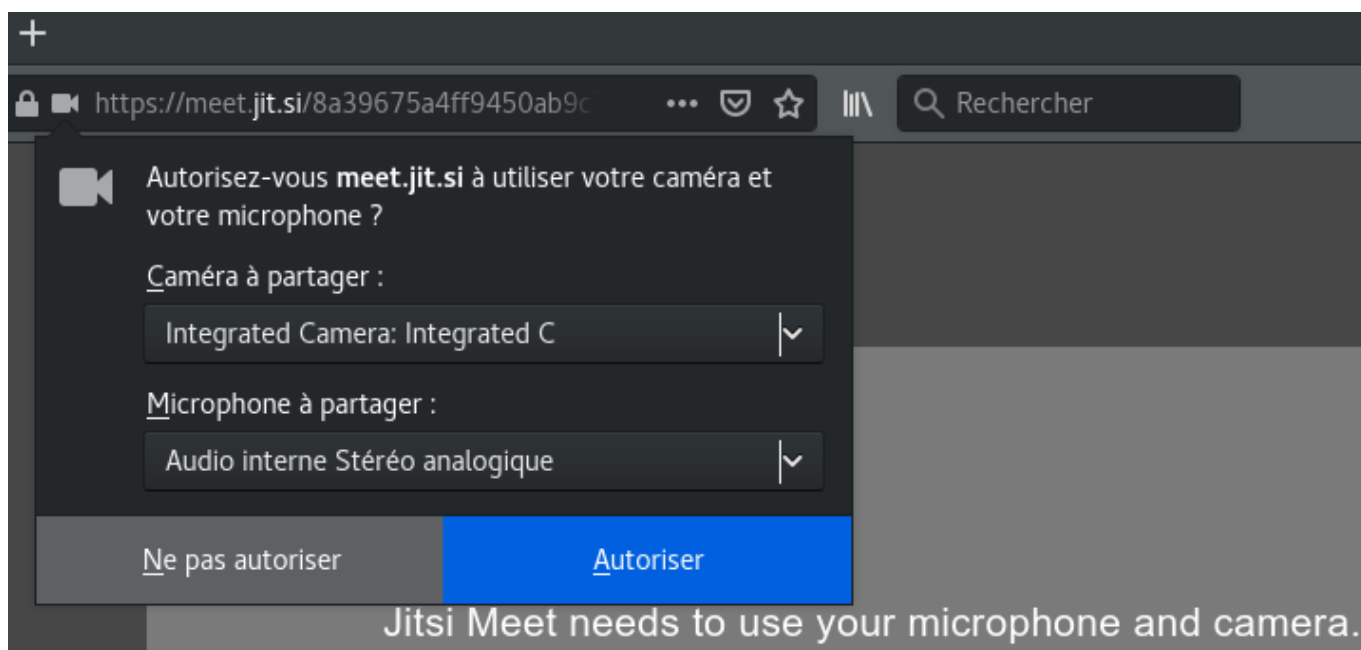 https://meet.jit.si/8a39675a4ff9450ab9c
Rechercher
Autorisez-vous meet.jit.si à utiliser votre caméra et
votre microphone ?
Caméra à partager :
Integrated Camera: Integrated C
Microphone à partager :
Audio interne Stéréo analogique
Ne pas autoriser
Autoriser
Jitsi Meet needs to use your microphone and camera.